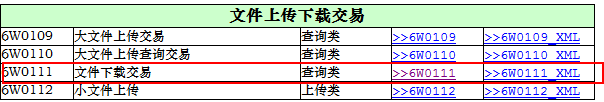 文件上传下载交易
6W0109 大文件上传交易 查询类 >>6W0109 >>6W0109_XML
6W0110 大文件上传查询交易 查询类 >>6W0110 >>6W0110_XML
6W0111 文件下载交易 查询类 >>6W0111 >>6W0111_XML
6W0112 小文件上传 上传类 >>6W0112 >>6W0112_XML